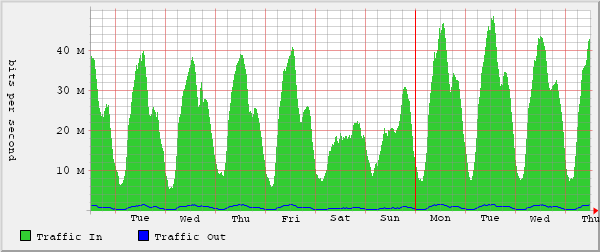 bits per second
40 M
30 M
20 M
10 M
Tue Wed Thu Fri Sat Sun Mon Tue Wed Thu
Traffic In Traffic Out